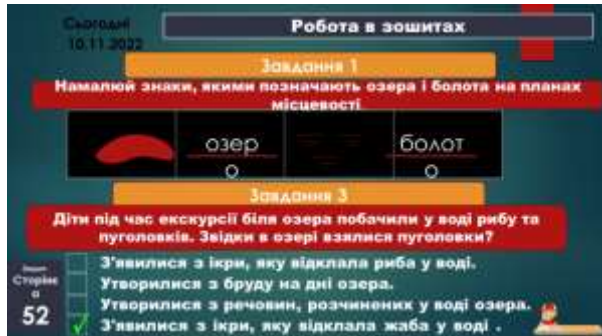 Сьогодні
10.11.2022
Робота в зошитах
Завдання 1
Намалюй знаки, якими позначають озера і болота на планах
місцевості
озер
о
болот
о
Завдання 3
Діти під час екскурсії біля озера побачили у воді рибу та
пуголовків. Звідки в озері взялися пуголовки?
З'явилися з ікри, яку відклала риба у воді.
Утворилися з бруду на дні озера.
Утворилися з речовин, розчинених у воді озера.
З'явилися з ікри, яку відклала жаба у воді .
Сторінк
а
52